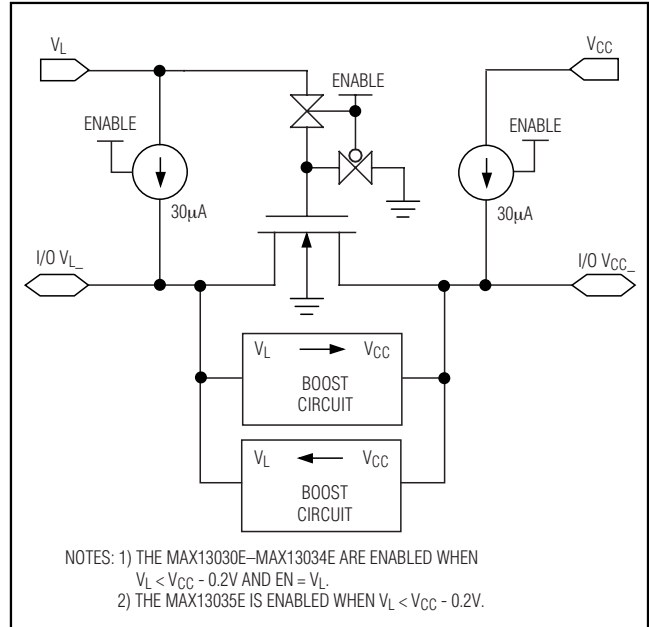 V_L
V_CC
ENABLE
ENABLE
ENABLE
30µA
30µA
I/O V_L_
I/O V_CC_
V_L → V_CC
BOOST
CIRCUIT
V_L ← V_CC
BOOST
CIRCUIT
NOTES: 1) THE MAX13030E–MAX13034E ARE ENABLED WHEN
V_L < V_CC - 0.2V AND EN = V_L.
2) THE MAX13035E IS ENABLED WHEN V_L < V_CC - 0.2V.